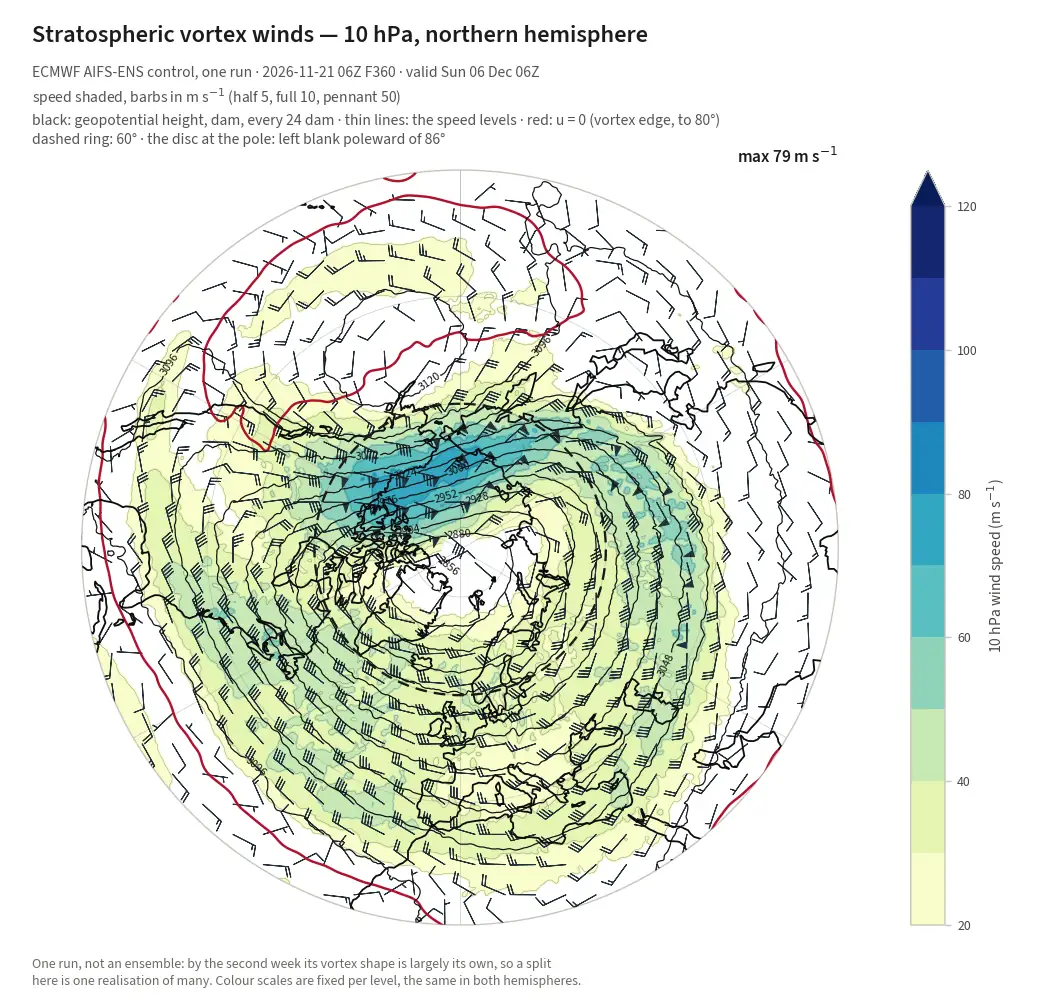 Stratospheric vortex winds — 10 hPa, northern hemisphere
ECMWF AIFS-ENS control, one run · 2026-11-21 06Z F360 · valid Sun 06 Dec 06Z
speed shaded, barbs in m s⁻¹ (half 5, full 10, pennant 50)
black: geopotential height, dam, every 24 dam · thin lines: the speed levels · red: u = 0 (vortex edge, to 80°)
dashed ring: 60° · the disc at the pole: left blank poleward of 86°
max 79 m s⁻¹
120
100
80
60
40
20
10 hPa wind speed (m s⁻¹)
3096
3096
3120
2952
2928
2880
3048
One run, not an ensemble: by the second week its vortex shape is largely its own, so a split
here is one realisation of many. Colour scales are fixed per level, the same in both hemispheres.